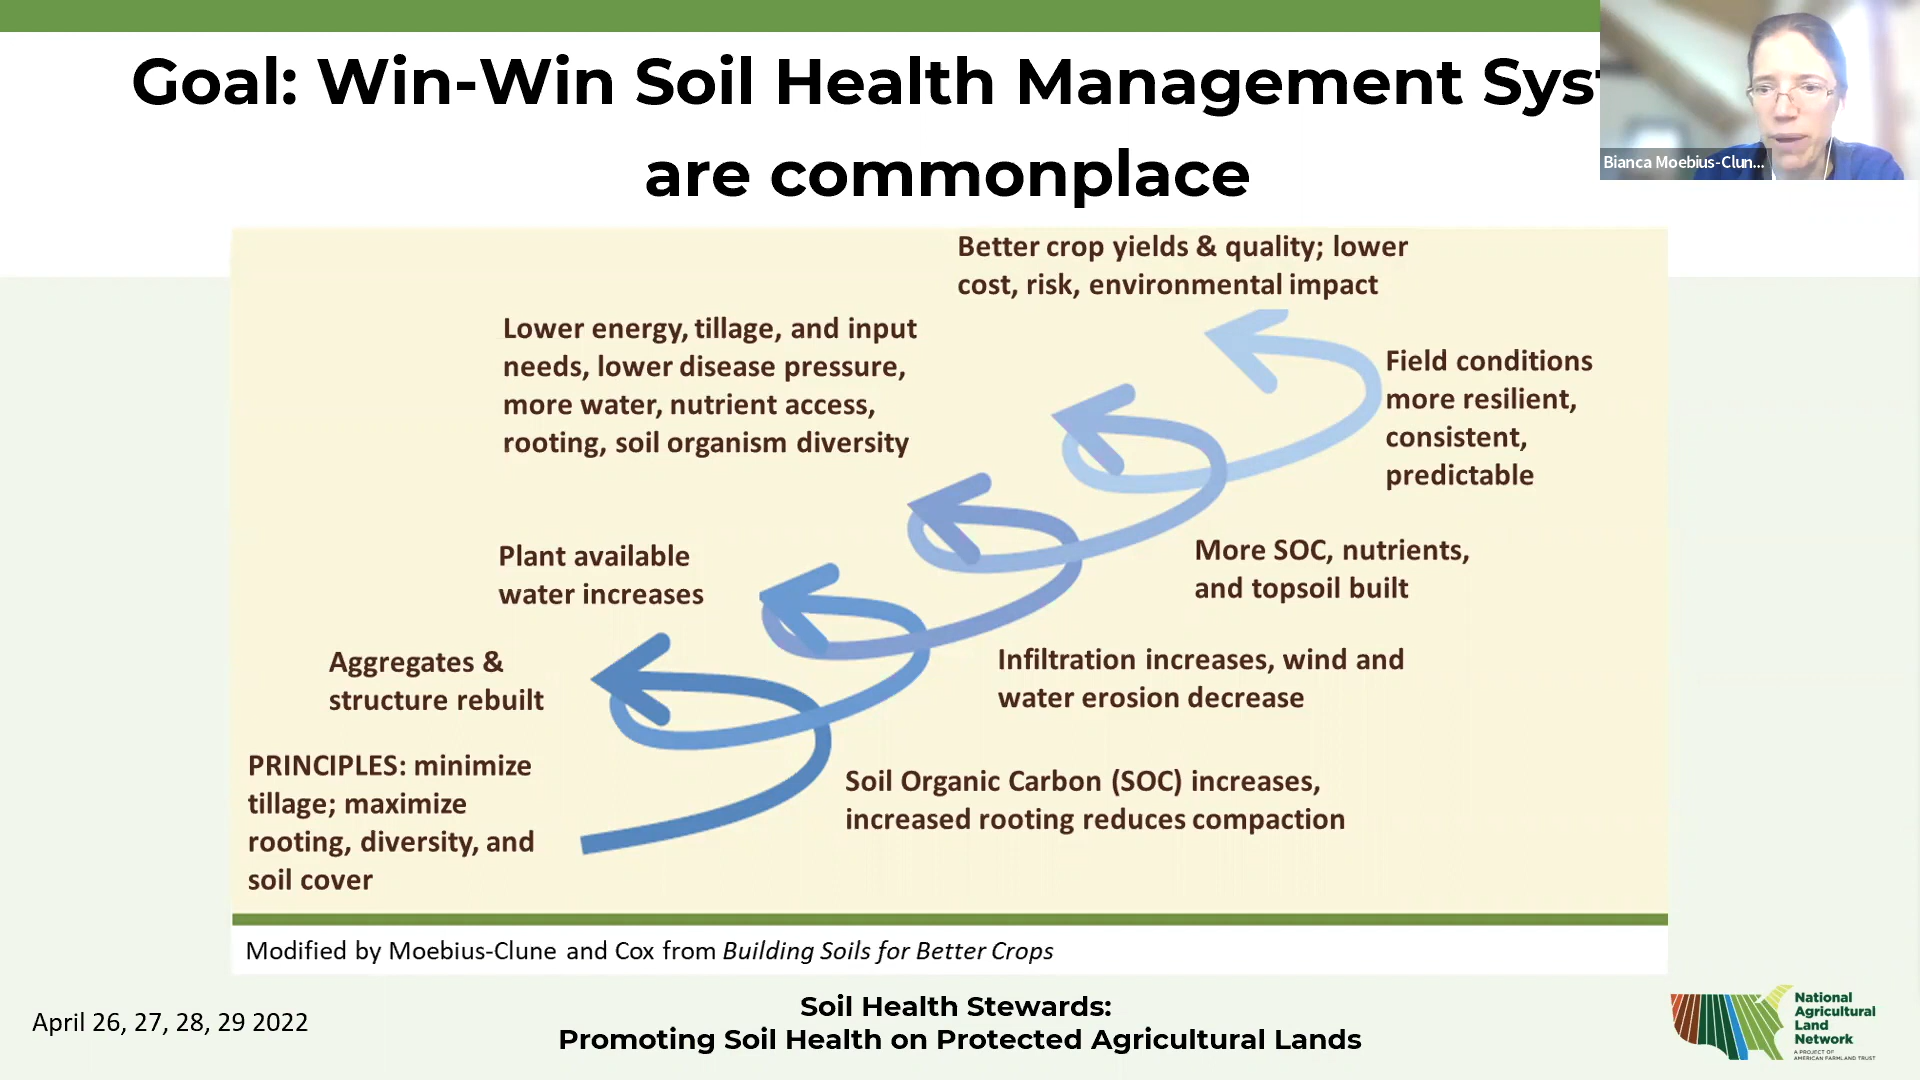 Goal: Win-Win Soil Health Management Syst
are commonplace
Bianca Moebius-Clun...
Better crop yields & quality; lower
cost, risk, environmental impact
Lower energy, tillage, and input
needs, lower disease pressure,
more water, nutrient access,
rooting, soil organism diversity
Field conditions
more resilient,
consistent,
predictable
Plant available
water increases
More SOC, nutrients,
and topsoil built
Aggregates &
structure rebuilt
Infiltration increases, wind and
water erosion decrease
PRINCIPLES: minimize
tillage; maximize
rooting, diversity, and
soil cover
Soil Organic Carbon (SOC) increases,
increased rooting reduces compaction
Modified by Moebius-Clune and Cox from Building Soils for Better Crops
April 26, 27, 28, 29 2022
Soil Health Stewards:
Promoting Soil Health on Protected Agricultural Lands
National
Agricultural
Land
Network
A PROJECT OF
AMERICAN FARMLAND TRUST